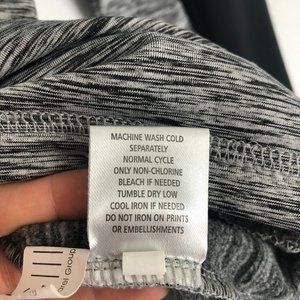 MACHINE WASH COLD
SEPARATELY
NORMAL CYCLE
ONLY NON-CHLORINE
BLEACH IF NEEDED
TUMBLE DRY LOW
COOL IRON IF NEEDED
DO NOT IRON ON PRINTS
OR EMBELLISHMENTS
Group